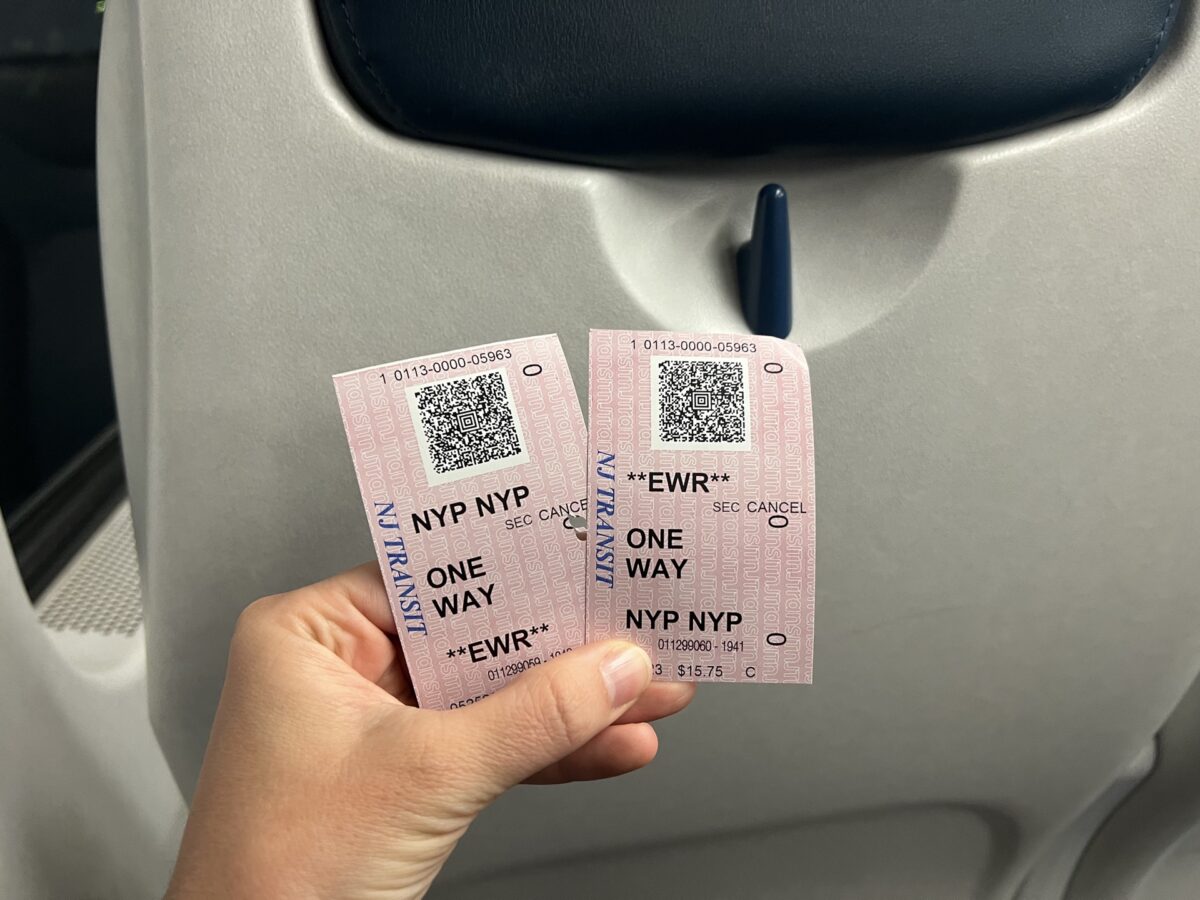 1 0113-0000-05963
0
NJ TRANSIT
NYP NYP
SEC CANCE
ONE
WAY
**EWR**
1 0113-0000-05963
0
NJ TRANSIT
**EWR**
SEC CANCEL
0
ONE
WAY
NYP NYP
0
011299060 - 1941
$15.75 C